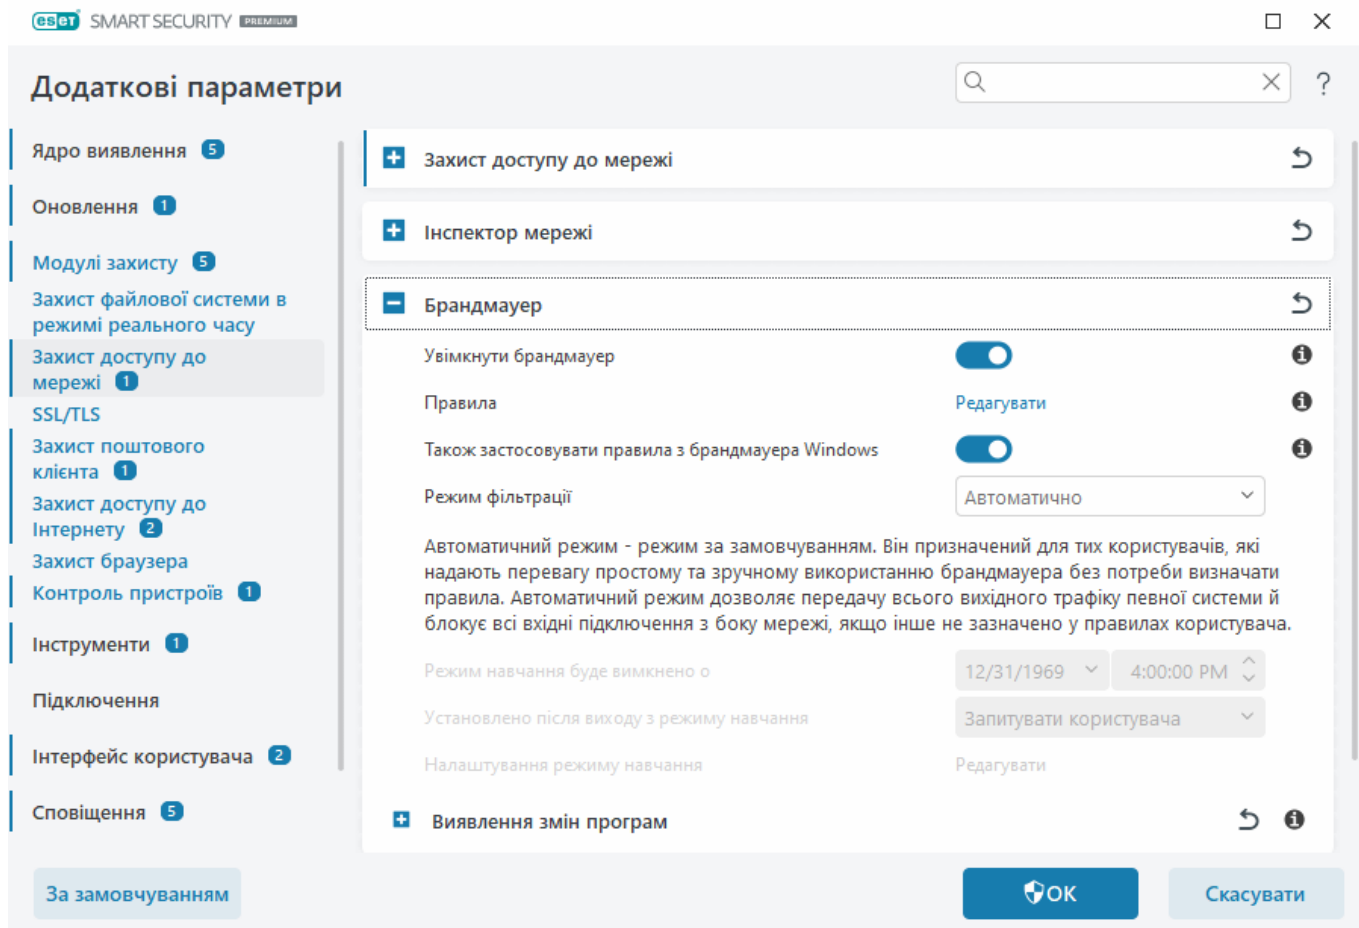 eset SMART SECURITY PREMIUM
Додаткові параметри
?
Ядро виявлення 5
Оновлення 1
Модулі захисту 5
Захист файлової системи в
режимі реального часу
Захист доступу до
мережі 1
SSL/TLS
Захист поштового
клієнта 1
Захист доступу до
Інтернету 2
Захист браузера
Контроль пристроїв 1
Інструменти 1
Підключення
Інтерфейс користувача 2
Сповіщення 5
Захист доступу до мережі
Інспектор мережі
Брандмауер
Увімкнути брандмауер
Правила Редагувати
Також застосовувати правила з брандмауера Windows
Режим фільтрації Автоматично
Автоматичний режим - режим за замовчуванням. Він призначений для тих користувачів, які
надають перевагу простому та зручному використанню брандмауера без потреби визначати
правила. Автоматичний режим дозволяє передачу всього вихідного трафіку певної системи й
блокує всі вхідні підключення з боку мережі, якщо інше не зазначено у правилах користувача.
Режим навчання буде вимкнено о 12/31/1969 4:00:00 PM
Установлено після виходу з режиму навчання Запитувати користувача
Налаштування режиму навчання Редагувати
Виявлення змін програм
За замовчуванням OK Скасувати